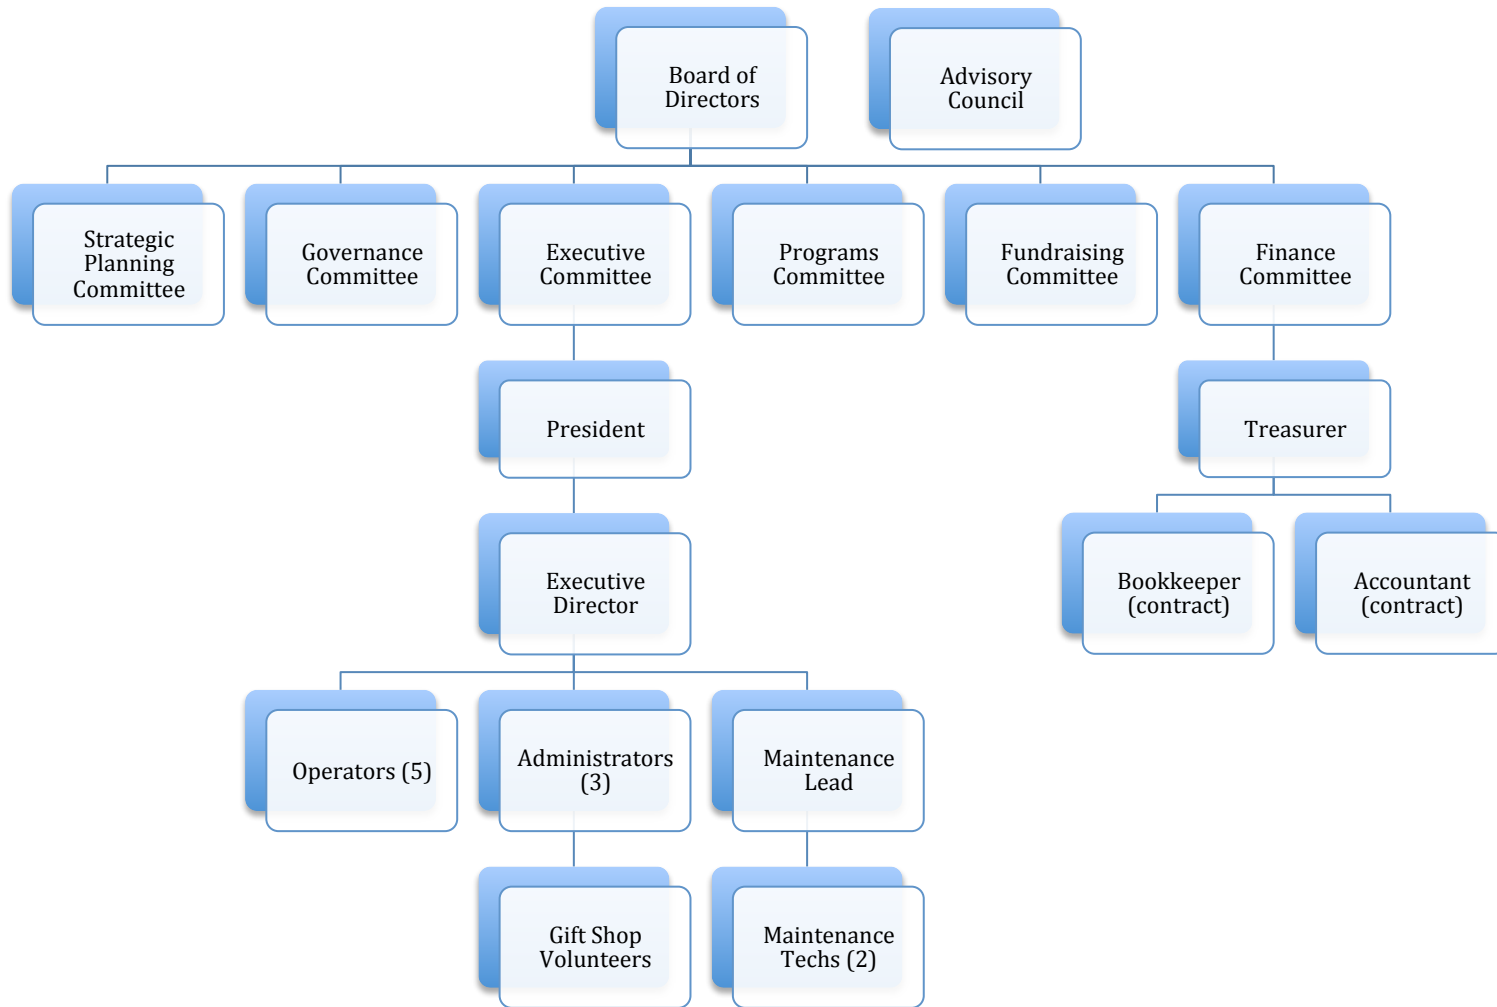 Board of
Directors
Advisory
Council
Strategic
Planning
Committee
Governance
Committee
Executive
Committee
Programs
Committee
Fundraising
Committee
Finance
Committee
President
Treasurer
Executive
Director
Bookkeeper
(contract)
Accountant
(contract)
Operators (5)
Administrators
(3)
Maintenance
Lead
Gift Shop
Volunteers
Maintenance
Techs (2)